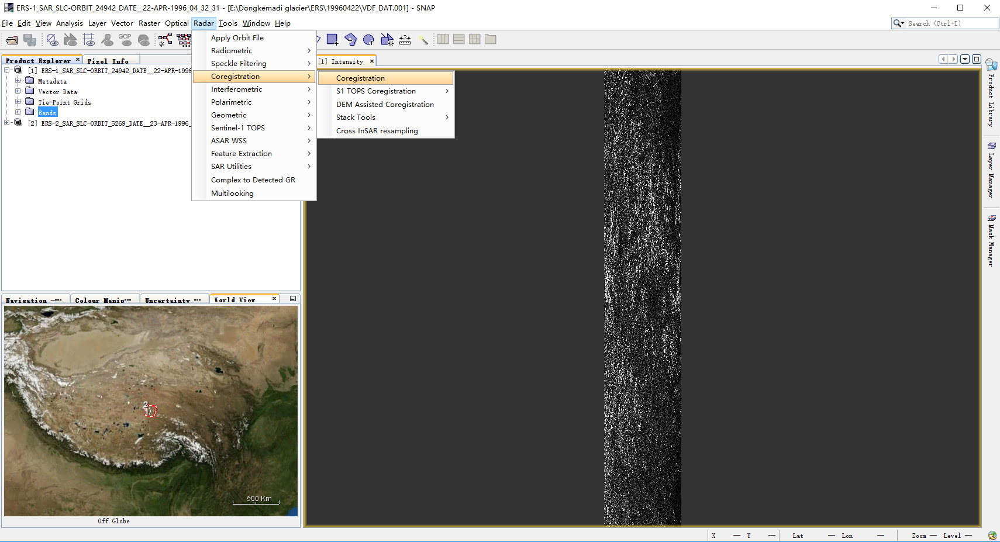 ERS-1_SAR_SLC-ORBIT_24942_DATE__22-APR-1996_04_32_31 - [E:\Dongkemadi glacier\ERS\19960422\VDF_DAT.001] - SNAP
File Edit View Analysis Layer Vector Raster Optical Radar Tools Window Help
Search (Ctrl+I)
GCP
Apply Orbit File
Radiometric
Speckle Filtering
Coregistration
Interferometric
Polarimetric
Geometric
Sentinel-1 TOPS
ASAR WSS
Feature Extraction
SAR Utilities
Complex to Detected GR
Multilooking
Coregistration
S1 TOPS Coregistration
DEM Assisted Coregistration
Stack Tools
Cross InSAR resampling
Product Explorer × Pixel Info
[1] ERS-1_SAR_SLC-ORBIT_24942_DATE__22-APR-1996
Metadata
Vector Data
Tie-Point Grids
Bands
[2] ERS-2_SAR_SLC-ORBIT_5269_DATE__23-APR-1996_
[1] Intensity ×
Product Library
Layer Manager
Mask Manager
Navigation —... Colour Manip... Uncertainty ... World View ×
2
500 Km
Off Globe
X — Y — Lat — Lon — Zoom — Level —